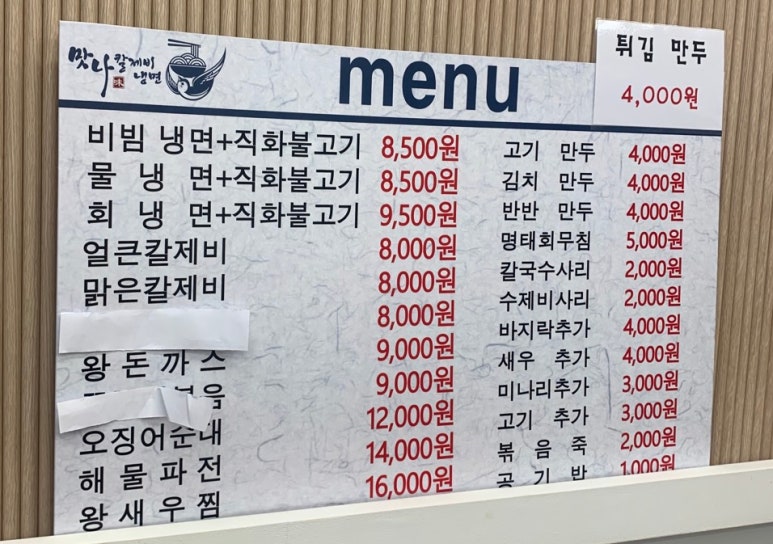 맛나 칼제비
냉면
味
menu
튀김 만두
4,000원
비빔 냉면+직화불고기 8,500원
물 냉 면+직화불고기 8,500원
회 냉 면+직화불고기 9,500원
얼큰칼제비 8,000원
맑은칼제비 8,000원
8,000원
왕 돈 까 스 9,000원
9,000원
오징어순대 12,000원
해 물 파 전 14,000원
왕 새 우 찜 16,000원
고기 만두 4,000원
김치 만두 4,000원
반반 만두 4,000원
명태회무침 5,000원
칼국수사리 2,000원
수제비사리 2,000원
바지락추가 4,000원
새우 추가 4,000원
미나리추가 3,000원
고기 추가 3,000원
볶 음 죽 2,000원
공 기 밥 1,000원